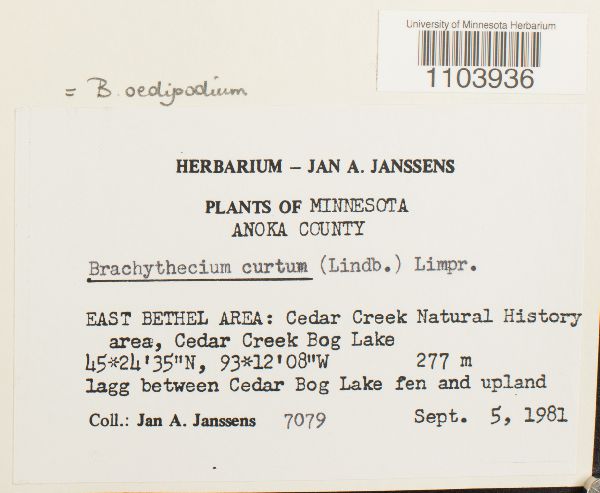 University of Minnesota Herbarium
1103936
= B. oedipodium
HERBARIUM – JAN A. JANSSENS
PLANTS OF MINNESOTA
ANOKA COUNTY
Brachythecium curtum (Lindb.) Limpr.
EAST BETHEL AREA: Cedar Creek Natural History
area, Cedar Creek Bog Lake
45*24'35"N, 93*12'08"W 277 m
lagg between Cedar Bog Lake fen and upland
Coll.: Jan A. Janssens 7079 Sept. 5, 1981